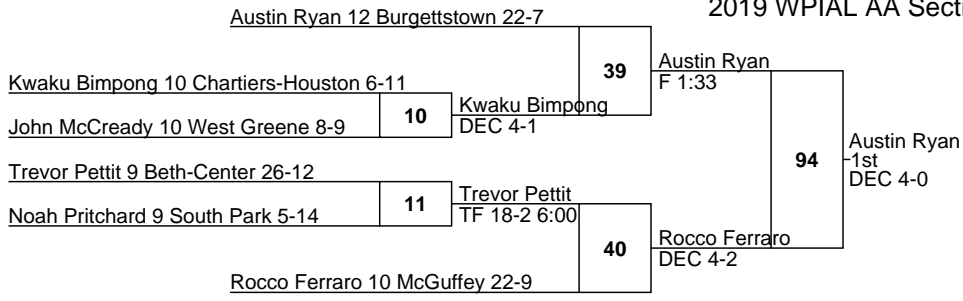 2019 WPIAL AA Secti
Austin Ryan 12 Burgettstown 22-7
39
Austin Ryan
F 1:33
Kwaku Bimpong 10 Chartiers-Houston 6-11
10
Kwaku Bimpong
DEC 4-1
John McCready 10 West Greene 8-9
94
Austin Ryan
1st
DEC 4-0
Trevor Pettit 9 Beth-Center 26-12
11
Trevor Pettit
TF 18-2 6:00
Noah Pritchard 9 South Park 5-14
40
Rocco Ferraro
DEC 4-2
Rocco Ferraro 10 McGuffey 22-9